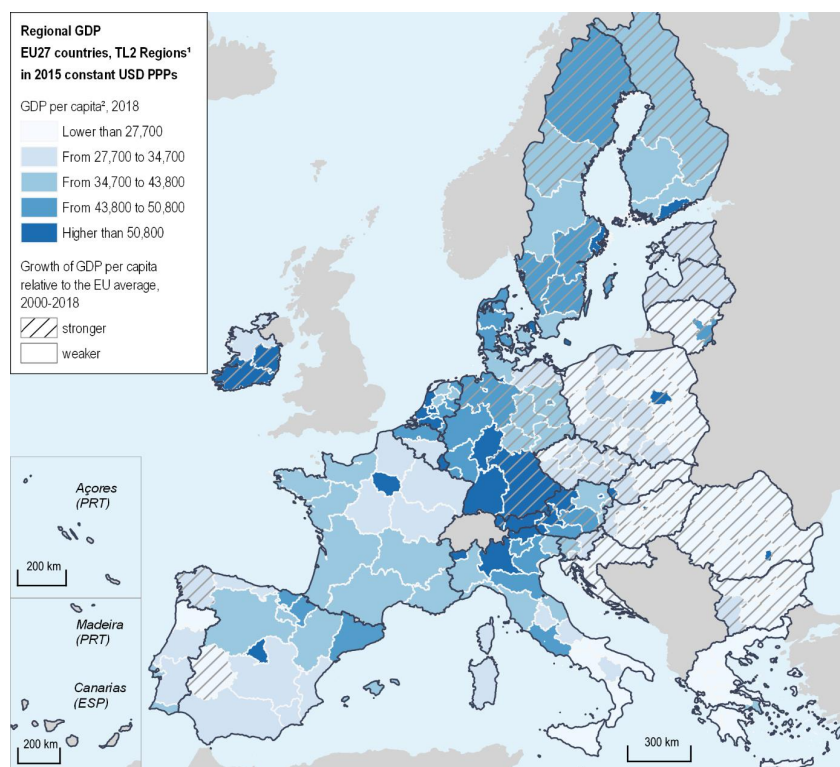 Regional GDP
EU27 countries, TL2 Regions¹
in 2015 constant USD PPPs
GDP per capita², 2018
Lower than 27,700
From 27,700 to 34,700
From 34,700 to 43,800
From 43,800 to 50,800
Higher than 50,800
Growth of GDP per capita
relative to the EU average,
2000-2018
stronger
weaker
Açores
(PRT)
200 km
Madeira
(PRT)
Canarias
(ESP)
200 km
300 km